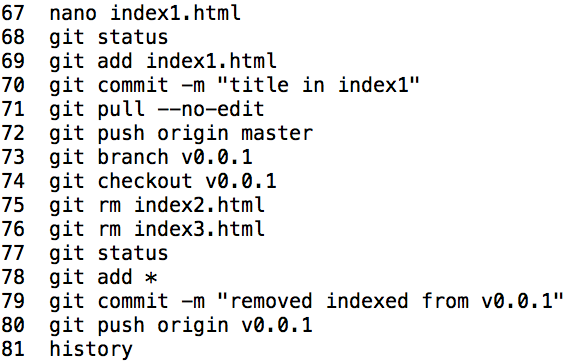 67 nano index1.html
68 git status
69 git add index1.html
70 git commit -m "title in index1"
71 git pull --no-edit
72 git push origin master
73 git branch v0.0.1
74 git checkout v0.0.1
75 git rm index2.html
76 git rm index3.html
77 git status
78 git add *
79 git commit -m "removed indexed from v0.0.1"
80 git push origin v0.0.1
81 history